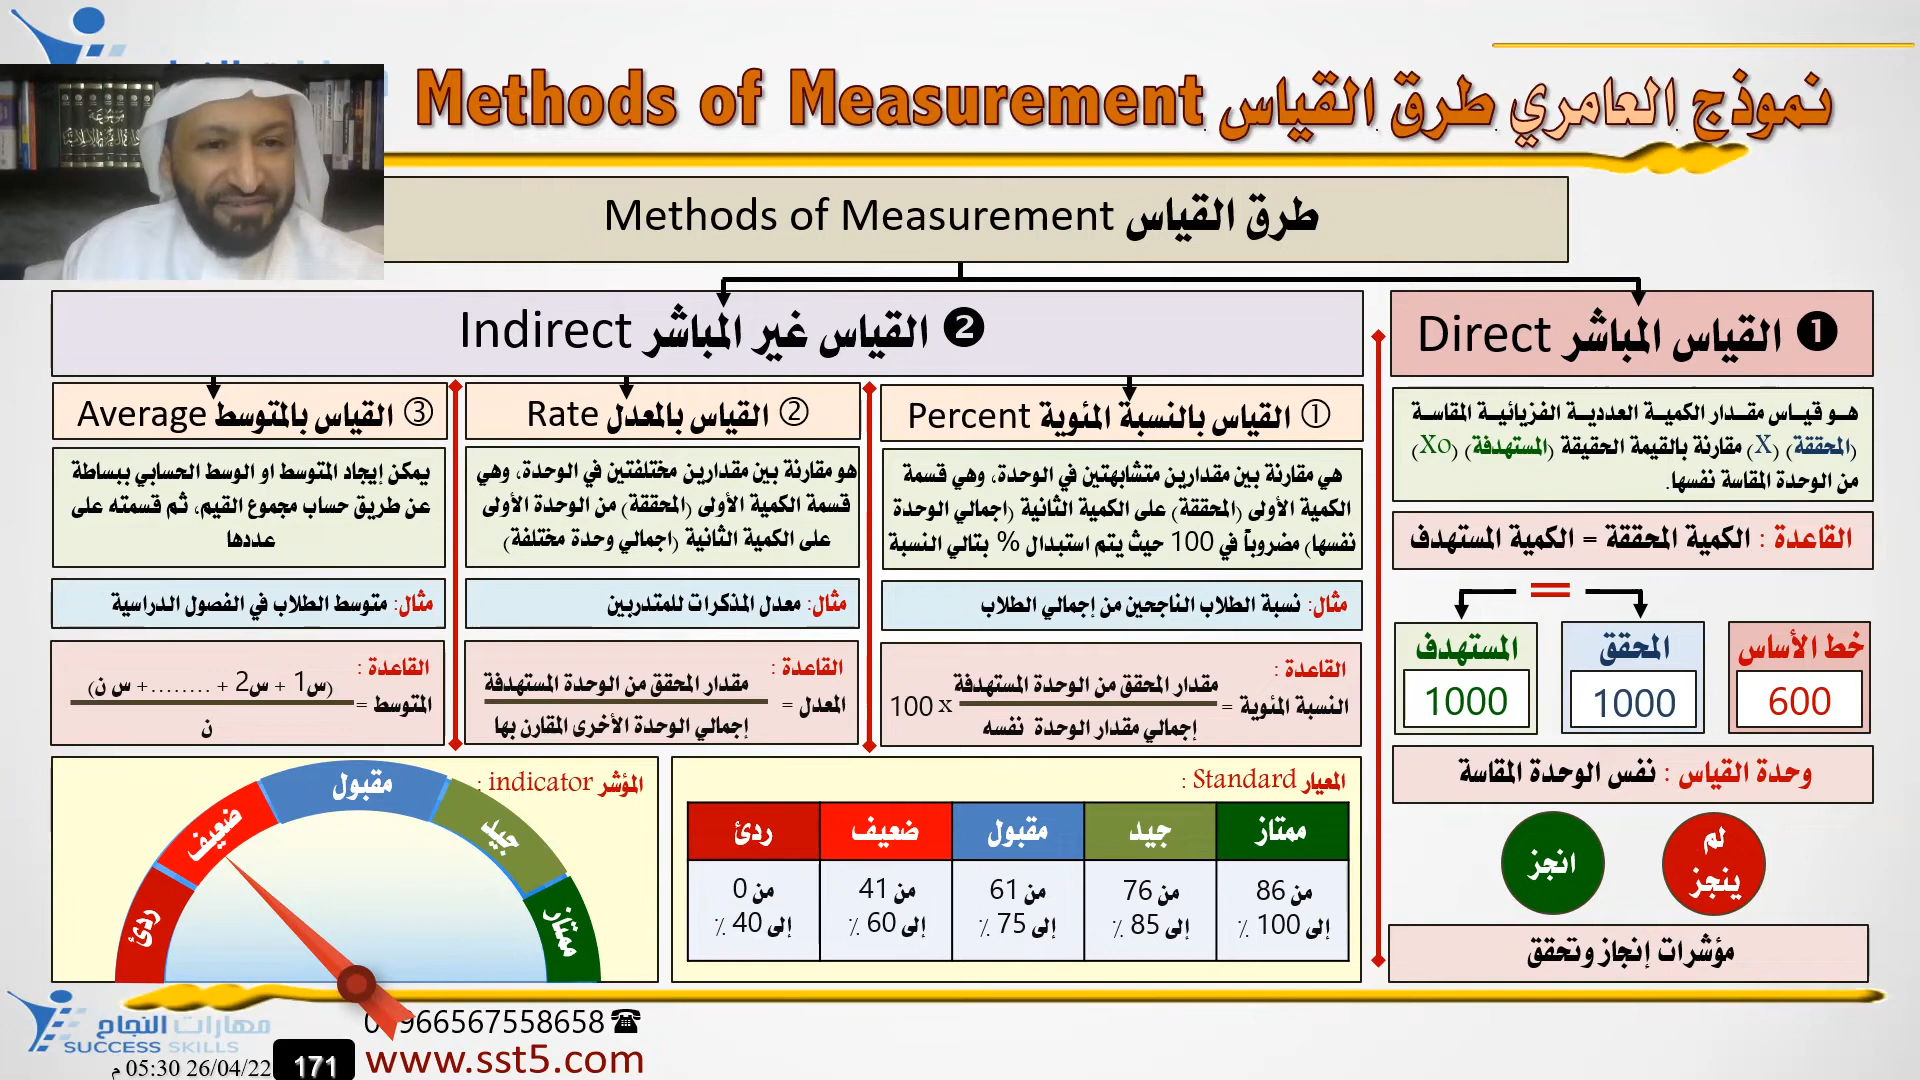 نموذج العامري طرق القياس Methods of Measurement
طرق القياس Methods of Measurement
❶ القياس المباشر Direct
هو قياس مقدار الكمية العددية الفزيائية المقاسة
(المحققة) (X) مقارنة بالقيمة الحقيقة (المستهدفة) (Xo)
من الوحدة المقاسة نفسها.
القاعدة : الكمية المحققة = الكمية المستهدف
=
خط الأساس
600
المحقق
1000
المستهدف
1000
وحدة القياس : نفس الوحدة المقاسة
لم
ينجز
انجز
مؤشرات إنجاز وتحقق
❷ القياس غير المباشر Indirect
① القياس بالنسبة المئوية Percent
هي مقارنة بين مقدارين متشابهتين في الوحدة، وهي قسمة
الكمية الأولى (المحققة) على الكمية الثانية (اجمالي الوحدة
نفسها) مضروباً في 100 حيث يتم استبدال % بتالي النسبة
مثال: نسبة الطلاب الناجحين من إجمالي الطلاب
القاعدة :
مقدار المحقق من الوحدة المستهدفة
النسبة المئوية = x 100
إجمالي مقدار الوحدة نفسه
② القياس بالمعدل Rate
هو مقارنة بين مقدارين مختلفتين في الوحدة، وهي
قسمة الكمية الأولى (المحققة) من الوحدة الأولى
على الكمية الثانية (اجمالي وحدة مختلفة)
مثال: معدل المذكرات للمتدربين
القاعدة :
مقدار المحقق من الوحدة المستهدفة
المعدل =
إجمالي الوحدة الأخرى المقارن بها
③ القياس بالمتوسط Average
يمكن إيجاد المتوسط او الوسط الحسابي ببساطة
عن طريق حساب مجموع القيم، ثم قسمته على
عددها
مثال: متوسط الطلاب في الفصول الدراسية
القاعدة :
(س1 + س2 + ........+ س ن)
المتوسط =
ن
المعيار Standard :
ممتاز جيد مقبول ضعيف ردئ
من 86 من 76 من 61 من 41 من 0
إلى 100 ٪ إلى 85 ٪ إلى 75 ٪ إلى 60 ٪ إلى 40 ٪
المؤشر indicator :
ممتاز
جيد
مقبول
ضعيف
ردئ
966567558658 ☎
www.sst5.com
مهارات النجاح
SUCCESS SKILLS
26/04/22 05:30 م
171